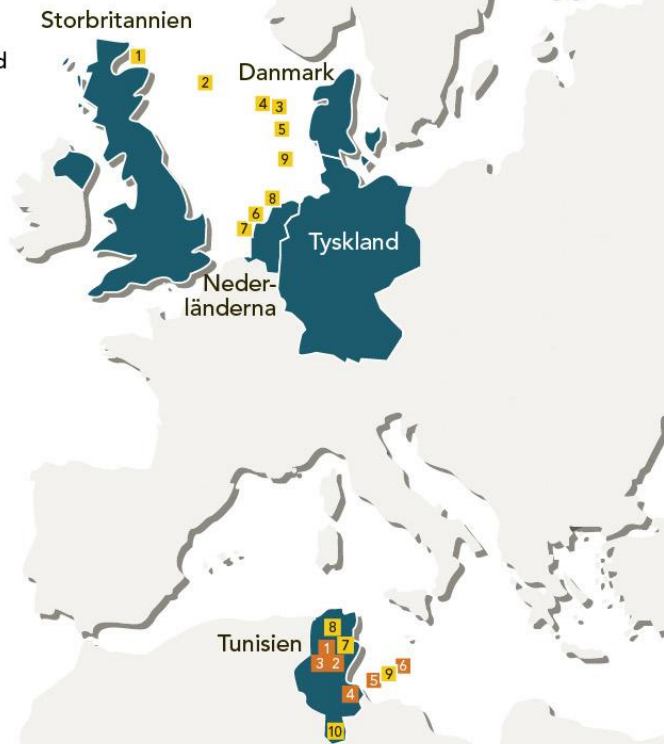 Storbritannien
d
1
2
Danmark
4 3
5
9
8
6
7
Tyskland
Neder-
länderna
8
Tunisien
1 7
3 2
6
9
5
4
10